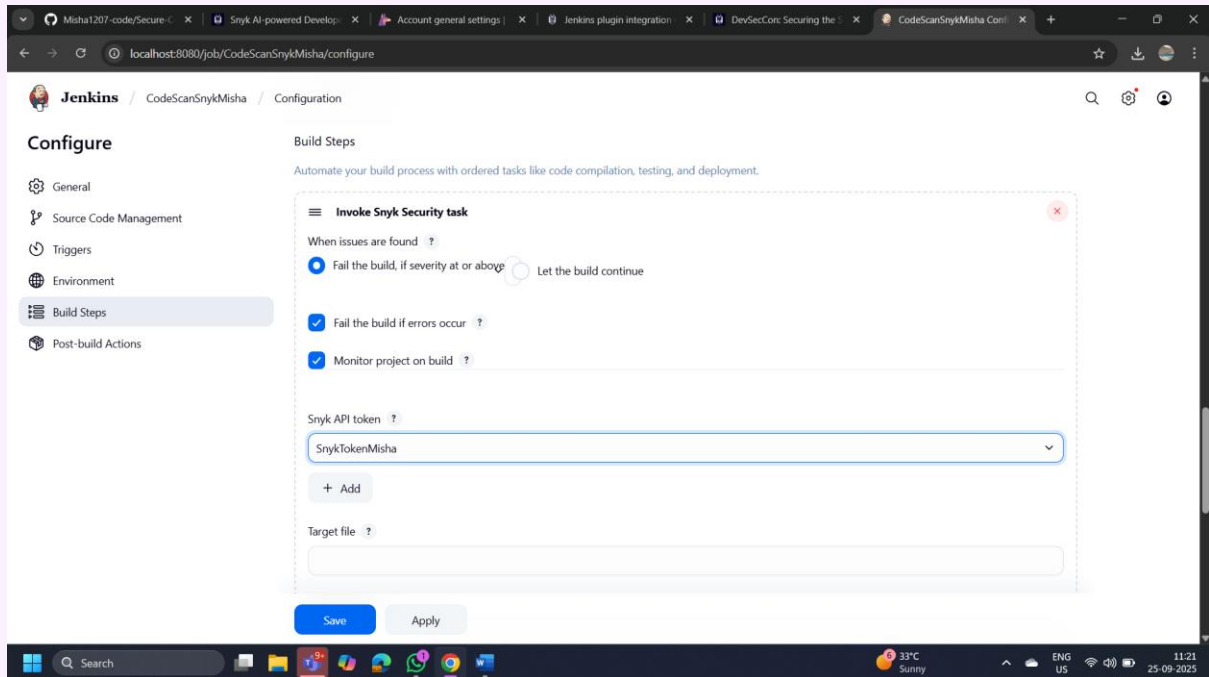 Misha1207-code/Secure-C
Snyk AI-powered Develop
Account general settings |
Jenkins plugin integration
DevSecCon: Securing the S
CodeScanSnykMisha Conf
localhost:8080/job/CodeScanSnykMisha/configure
Jenkins / CodeScanSnykMisha / Configuration
Configure
General
Source Code Management
Triggers
Environment
Build Steps
Post-build Actions
Build Steps
Automate your build process with ordered tasks like code compilation, testing, and deployment.
Invoke Snyk Security task
When issues are found ?
Fail the build, if severity at or above
Let the build continue
Fail the build if errors occur ?
Monitor project on build ?
Snyk API token ?
SnykTokenMisha
+ Add
Target file ?
Save Apply
Search
9+
1
6
33°C
Sunny
ENG
US
11:21
25-09-2025